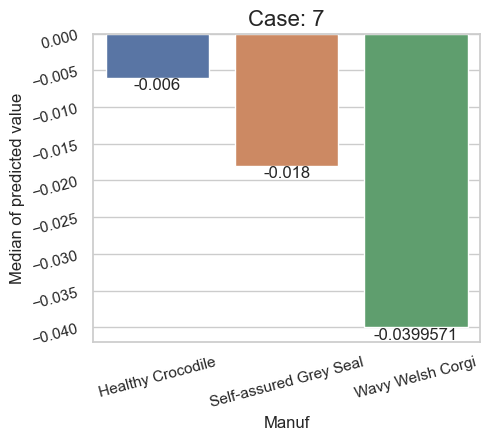 Case: 7
Median of predicted value
0.000
−0.005
−0.010
−0.015
−0.020
−0.025
−0.030
−0.035
−0.040
-0.006
-0.018
-0.0399571
Healthy Crocodile
Self-assured Grey Seal
Wavy Welsh Corgi
Manuf